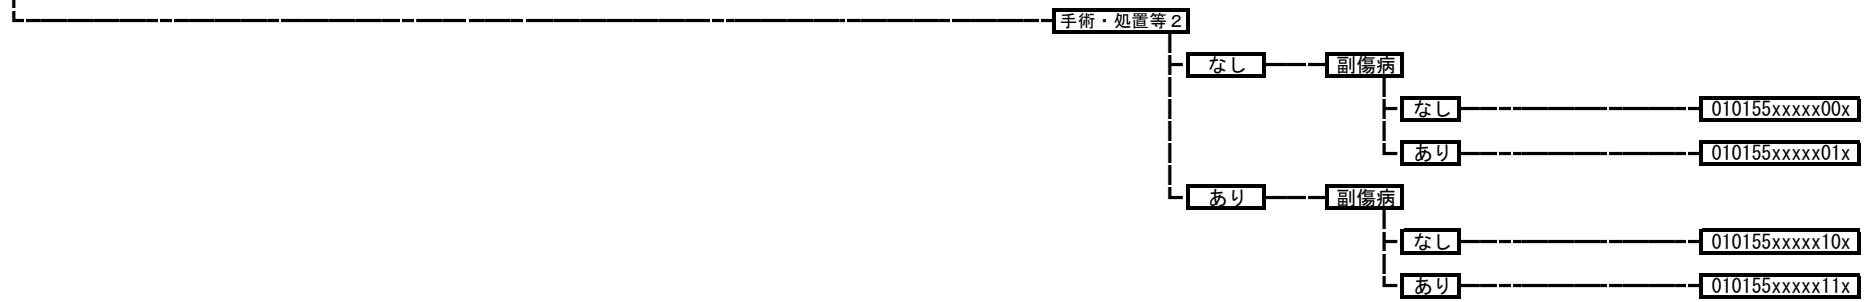 手術・処置等２
なし 副傷病
なし 010155xxxxx00x
あり 010155xxxxx01x
あり 副傷病
なし 010155xxxxx10x
あり 010155xxxxx11x